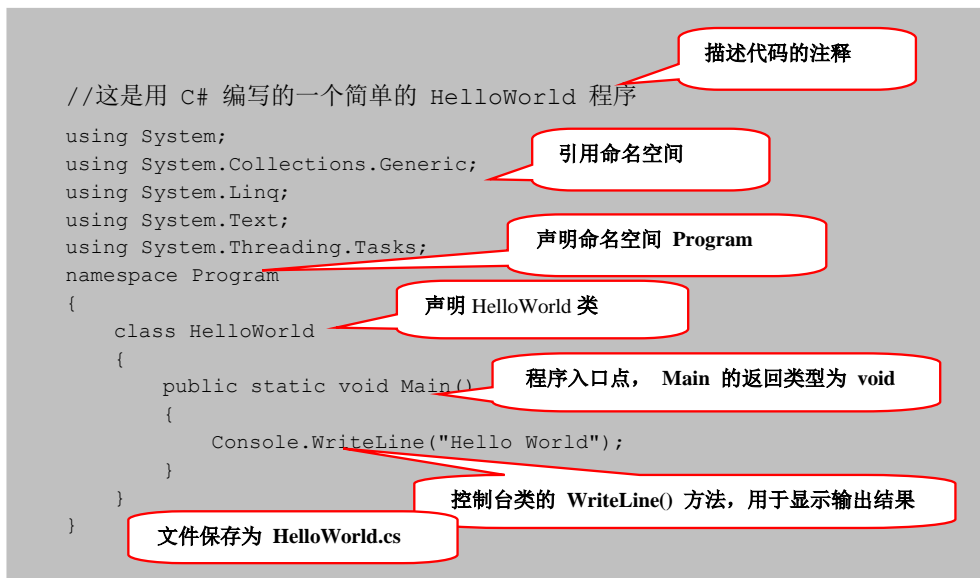 描述代码的注释
//这是用 C# 编写的一个简单的 HelloWorld 程序
using System;
引用命名空间
using System.Collections.Generic;
using System.Linq;
using System.Text;
声明命名空间 Program
using System.Threading.Tasks;
namespace Program
{
声明 HelloWorld 类
class HelloWorld
{
程序入口点， Main 的返回类型为 void
public static void Main()
{
Console.WriteLine("Hello World");
}
}
控制台类的 WriteLine() 方法，用于显示输出结果
}
文件保存为 HelloWorld.cs